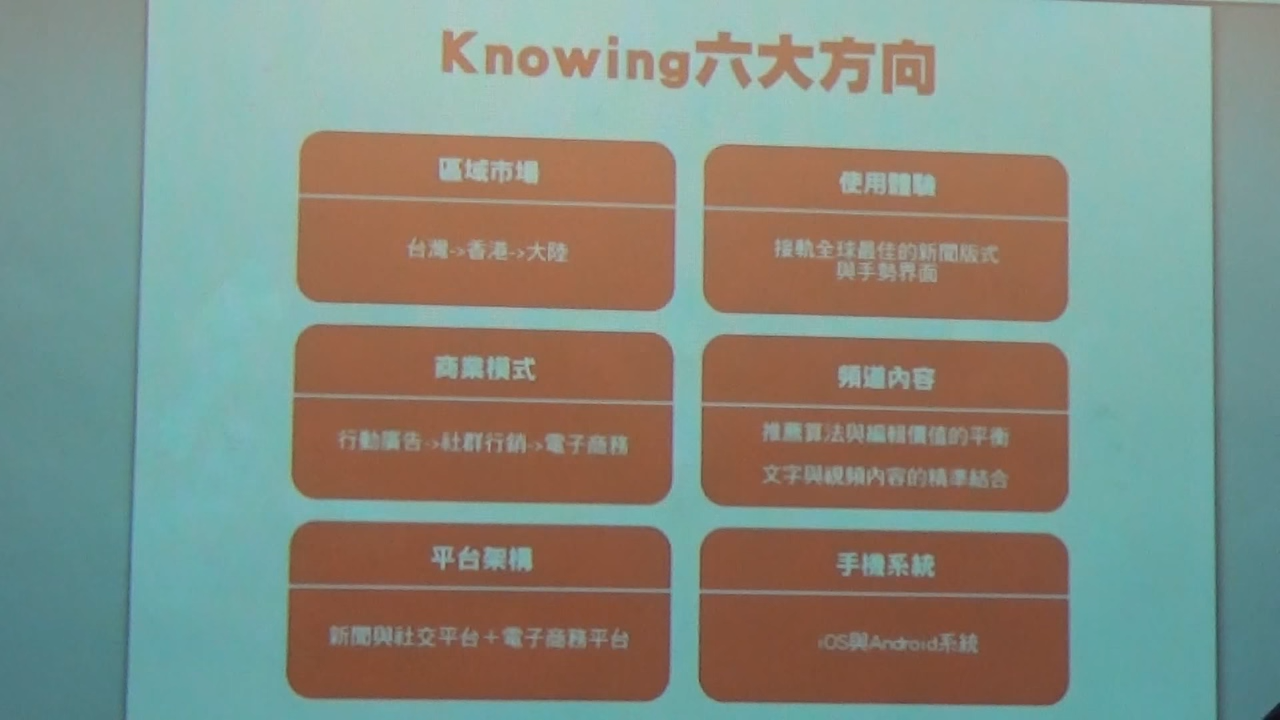 Knowing六大方向
區域市場
台灣->香港->大陸
使用體驗
接軌全球最佳的新聞版式
與手勢界面
商業模式
行動廣告->社群行銷->電子商務
頻道內容
推薦算法與編輯價值的平衡
文字與視頻內容的精準結合
平台架構
新聞與社交平台＋電子商務平台
手機系統
iOS與Android系統